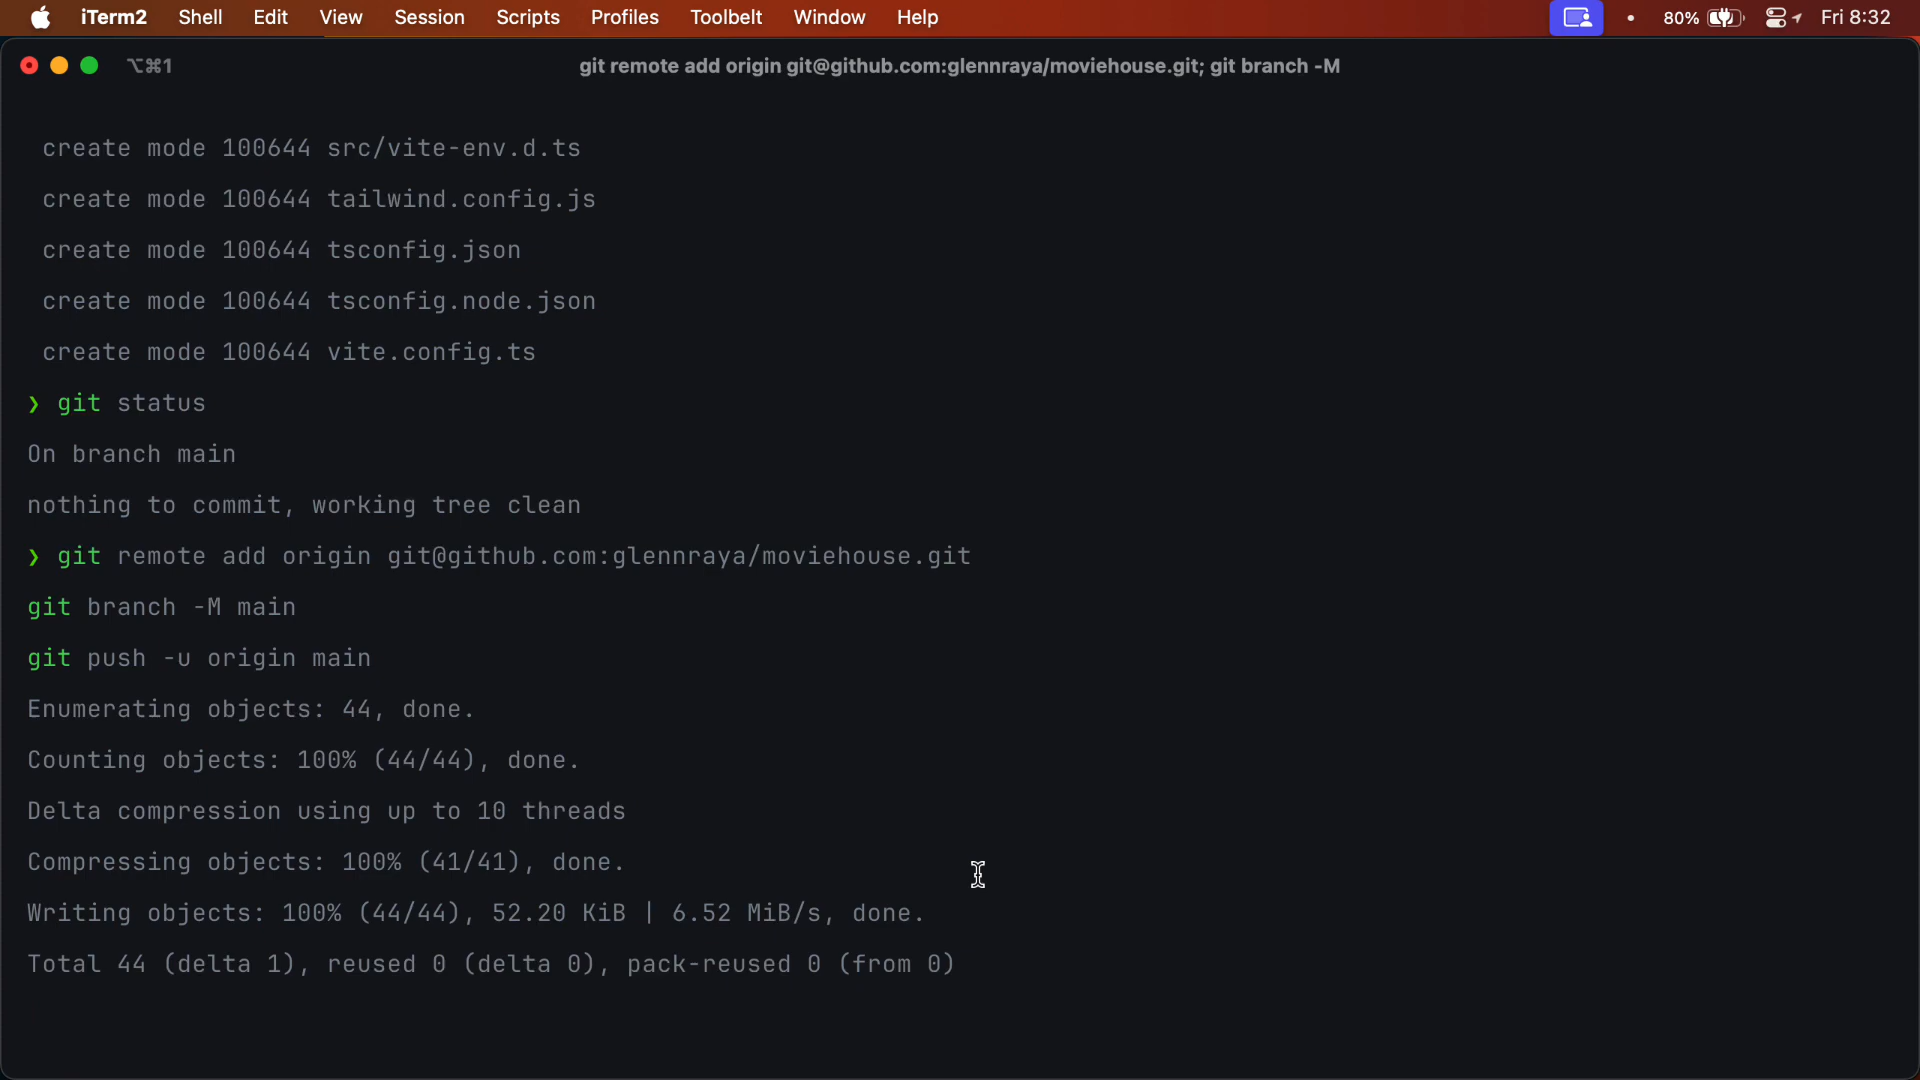 iTerm2 Shell Edit View Session Scripts Profiles Toolbelt Window Help 80% Fri 8:32
⌥⌘1 git remote add origin git@github.com:glennraya/moviehouse.git; git branch -M
create mode 100644 src/vite-env.d.ts
create mode 100644 tailwind.config.js
create mode 100644 tsconfig.json
create mode 100644 tsconfig.node.json
create mode 100644 vite.config.ts
❯ git status
On branch main
nothing to commit, working tree clean
❯ git remote add origin git@github.com:glennraya/moviehouse.git
git branch -M main
git push -u origin main
Enumerating objects: 44, done.
Counting objects: 100% (44/44), done.
Delta compression using up to 10 threads
Compressing objects: 100% (41/41), done.
Writing objects: 100% (44/44), 52.20 KiB | 6.52 MiB/s, done.
Total 44 (delta 1), reused 0 (delta 0), pack-reused 0 (from 0)